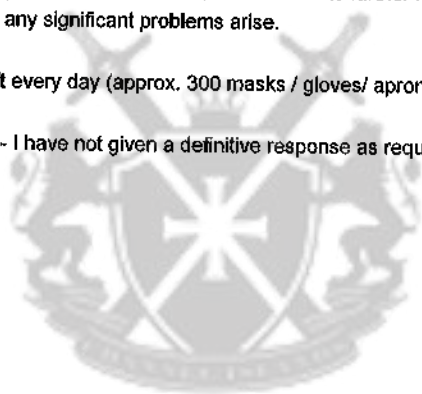 any significant problems arise.
t every day (approx. 300 masks / gloves/ apron
- I have not given a definitive response as requ